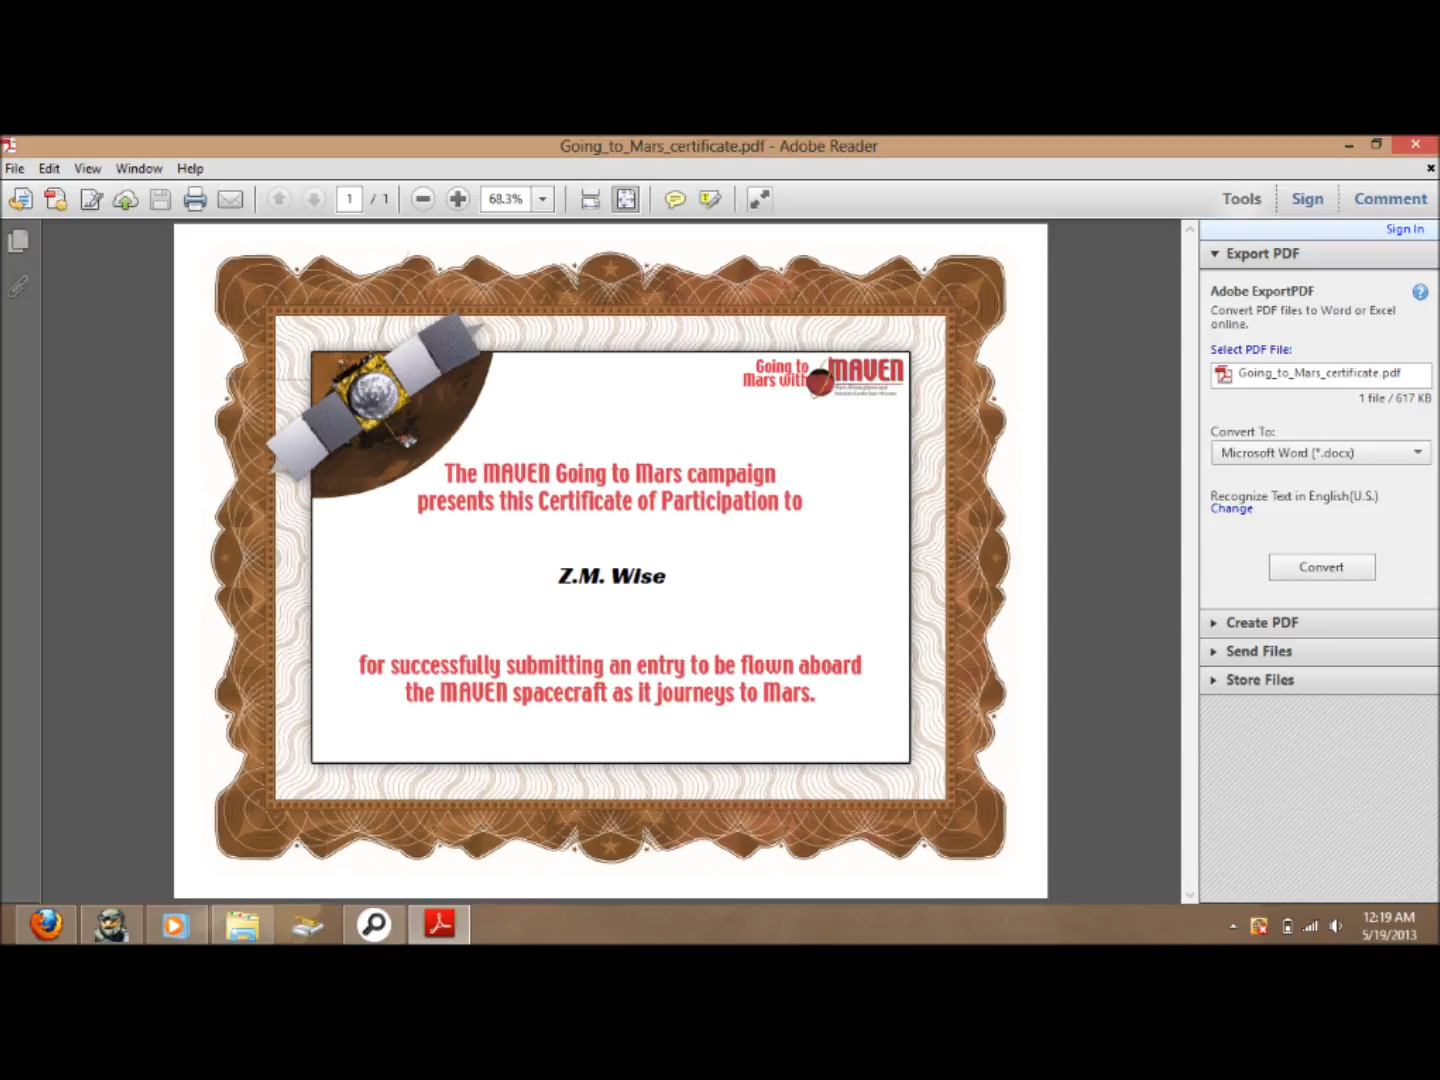 Going_to_Mars_certificate.pdf - Adobe Reader
File Edit View Window Help
1 / 1 68.3% Tools Sign Comment
Sign In
Export PDF
Adobe ExportPDF
Convert PDF files to Word or Excel
online.
Select PDF File:
Going_to_Mars_certificate.pdf
1 file / 617 KB
Convert To:
Microsoft Word (*.docx)
Recognize Text in English(U.S.)
Change
Convert
Create PDF
Send Files
Store Files
Going to
Mars with
MAVEN
The MAVEN Going to Mars campaign
presents this Certificate of Participation to
Z.M. Wise
for successfully submitting an entry to be flown aboard
the MAVEN spacecraft as it journeys to Mars.
12:19 AM
5/19/2013